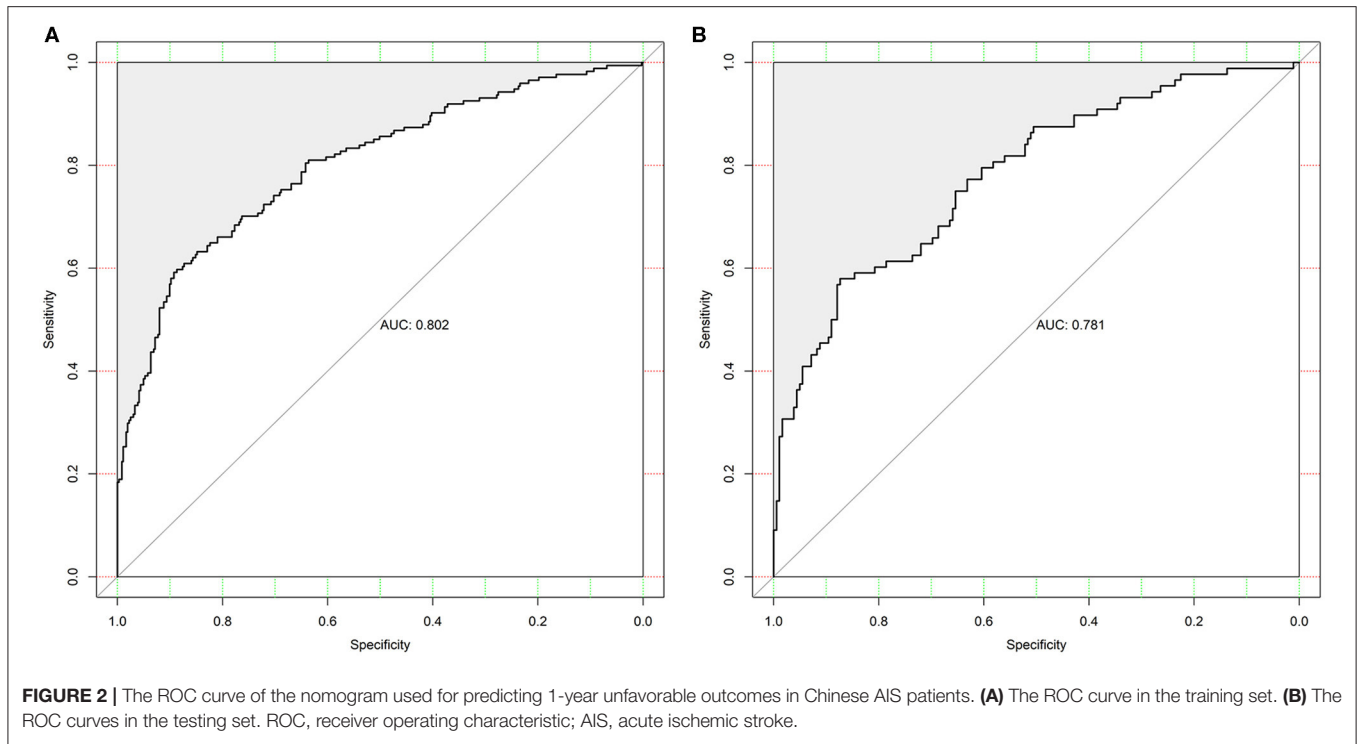 A
1.0
0.8
0.6
0.4
0.2
0.0
Sensitivity
AUC: 0.802
1.0 0.8 0.6 0.4 0.2 0.0
Specificity
B
1.0
0.8
0.6
0.4
0.2
0.0
Sensitivity
AUC: 0.781
1.0 0.8 0.6 0.4 0.2 0.0
Specificity
FIGURE 2 | The ROC curve of the nomogram used for predicting 1-year unfavorable outcomes in Chinese AIS patients. (A) The ROC curve in the training set. (B) The
ROC curves in the testing set. ROC, receiver operating characteristic; AIS, acute ischemic stroke.